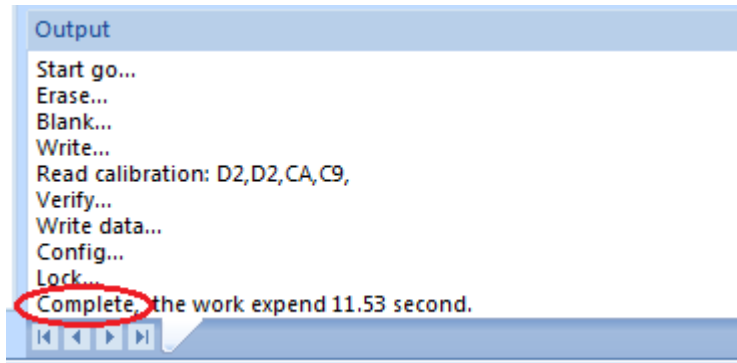 Output
Start go...
Erase...
Blank...
Write...
Read calibration: D2,D2,CA,C9,
Verify...
Write data...
Config...
Lock...
Complete, the work expend 11.53 second.